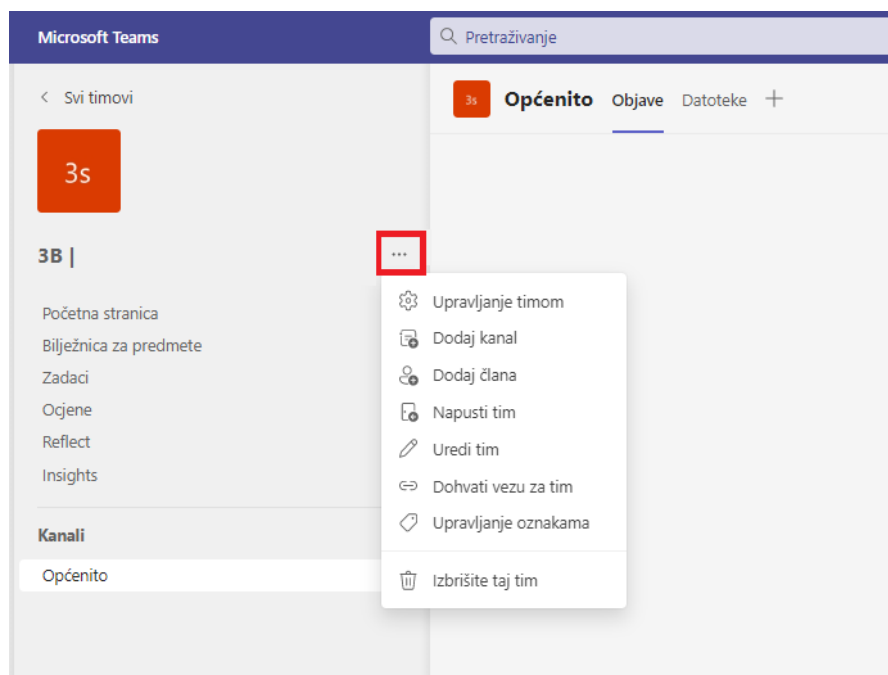 Microsoft Teams
Pretraživanje
Svi timovi
3s
Općenito Objave Datoteke
3s
3B |
...
Početna stranica
Bilježnica za predmete
Zadaci
Ocjene
Reflect
Insights
Kanali
Općenito
Upravljanje timom
Dodaj kanal
Dodaj člana
Napusti tim
Uredi tim
Dohvati vezu za tim
Upravljanje oznakama
Izbrišite taj tim